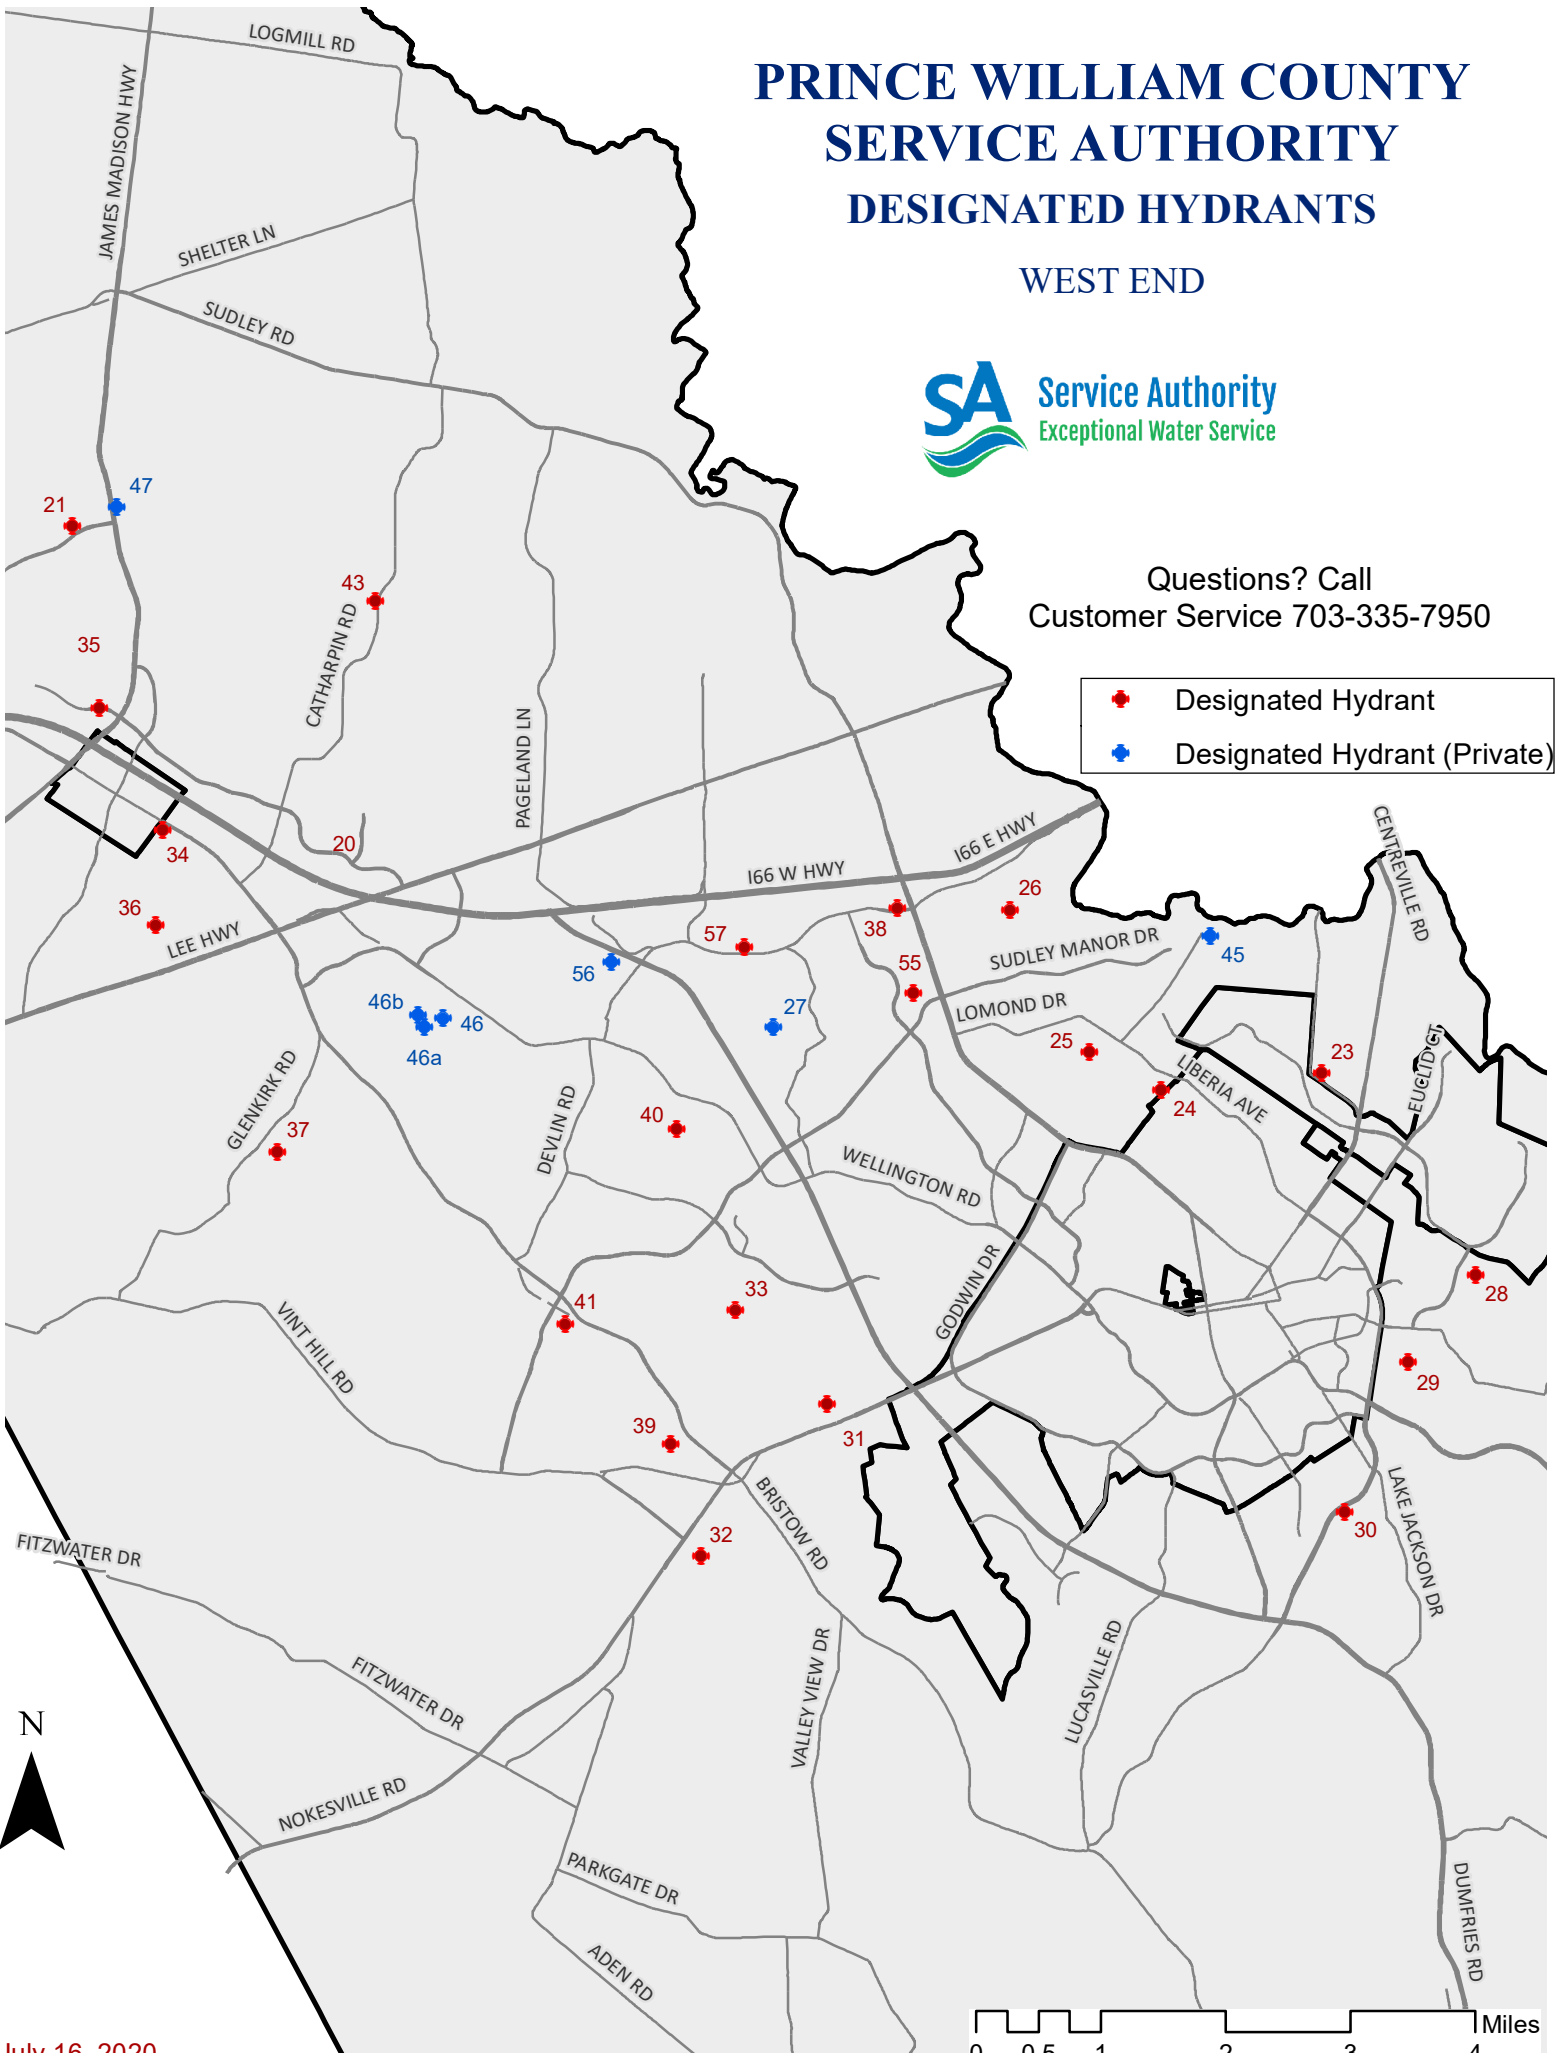 PRINCE WILLIAM COUNTY
SERVICE AUTHORITY
DESIGNATED HYDRANTS
WEST END
SA
Service Authority
Exceptional Water Service
Questions? Call
Customer Service 703-335-7950
Designated Hydrant
Designated Hydrant (Private)
LOGMILL RD
JAMES MADISON HWY
SHELTER LN
SUDLEY RD
47
21
43
35
CATHARPIN RD
PAGELAND LN
20
34
36
LEE HWY
I66 W HWY
I66 E HWY
CENTREVILLE RD
26
38
57
55
56
SUDLEY MANOR DR
45
46b
46
46a
27
LOMOND DR
25
23
EUCLID CT
LIBERIA AVE
24
GLENKIRK RD
37
DEVLIN RD
40
WELLINGTON RD
GODWIN DR
33
41
28
VINT HILL RD
29
39
31
BRISTOW RD
32
LAKE JACKSON DR
30
FITZWATER DR
FITZWATER DR
VALLEY VIEW DR
LUCASVILLE RD
N
NOKESVILLE RD
PARKGATE DR
ADEN RD
DUMFRIES RD
Miles
0 0.5 1 2 3 4
July 16, 2020